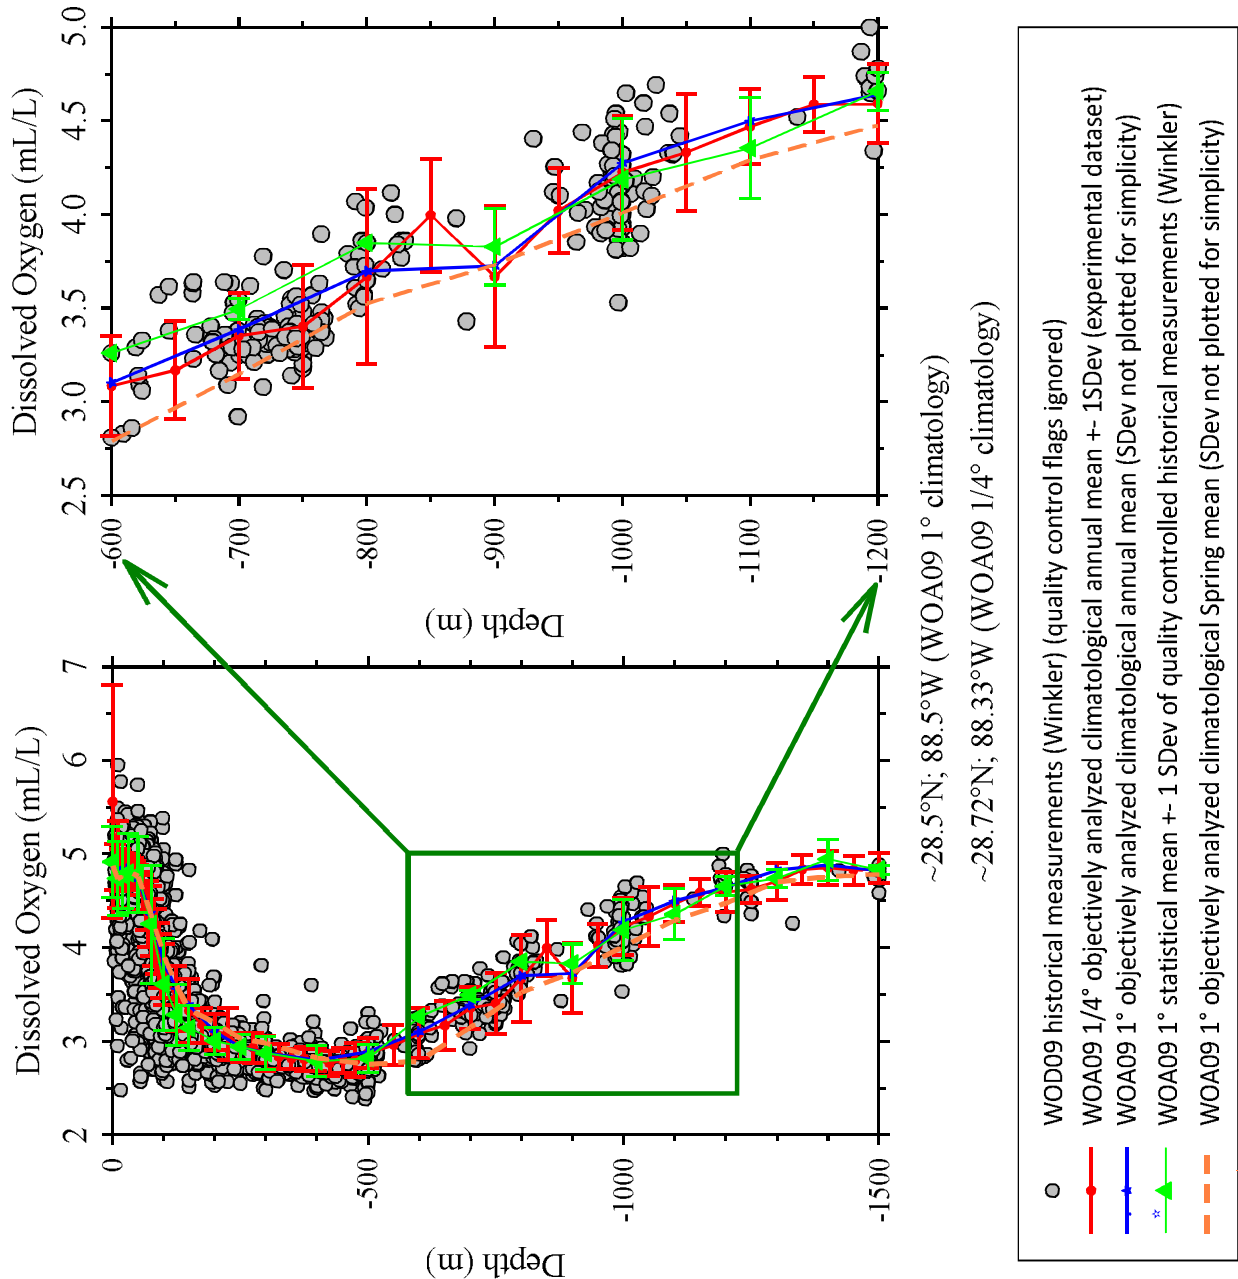 Dissolved Oxygen (mL/L)
2
3
4
5
6
7
0
-500
-1000
-1500
Depth (m)
Dissolved Oxygen (mL/L)
2.5
3.0
3.5
4.0
4.5
5.0
-600
-700
-800
-900
-1000
-1100
-1200
Depth (m)
~28.5°N; 88.5°W (WOA09 1° climatology)
~28.72°N; 88.33°W (WOA09 1/4° climatology)
WOD09 historical measurements (Winkler) (quality control flags ignored)
WOA09 1/4° objectively analyzed climatological annual mean +- 1SDev (experimental dataset)
WOA09 1° objectively analyzed climatological annual mean (SDev not plotted for simplicity)
WOA09 1° statistical mean +- 1 SDev of quality controlled historical measurements (Winkler)
WOA09 1° objectively analyzed climatological Spring mean (SDev not plotted for simplicity)